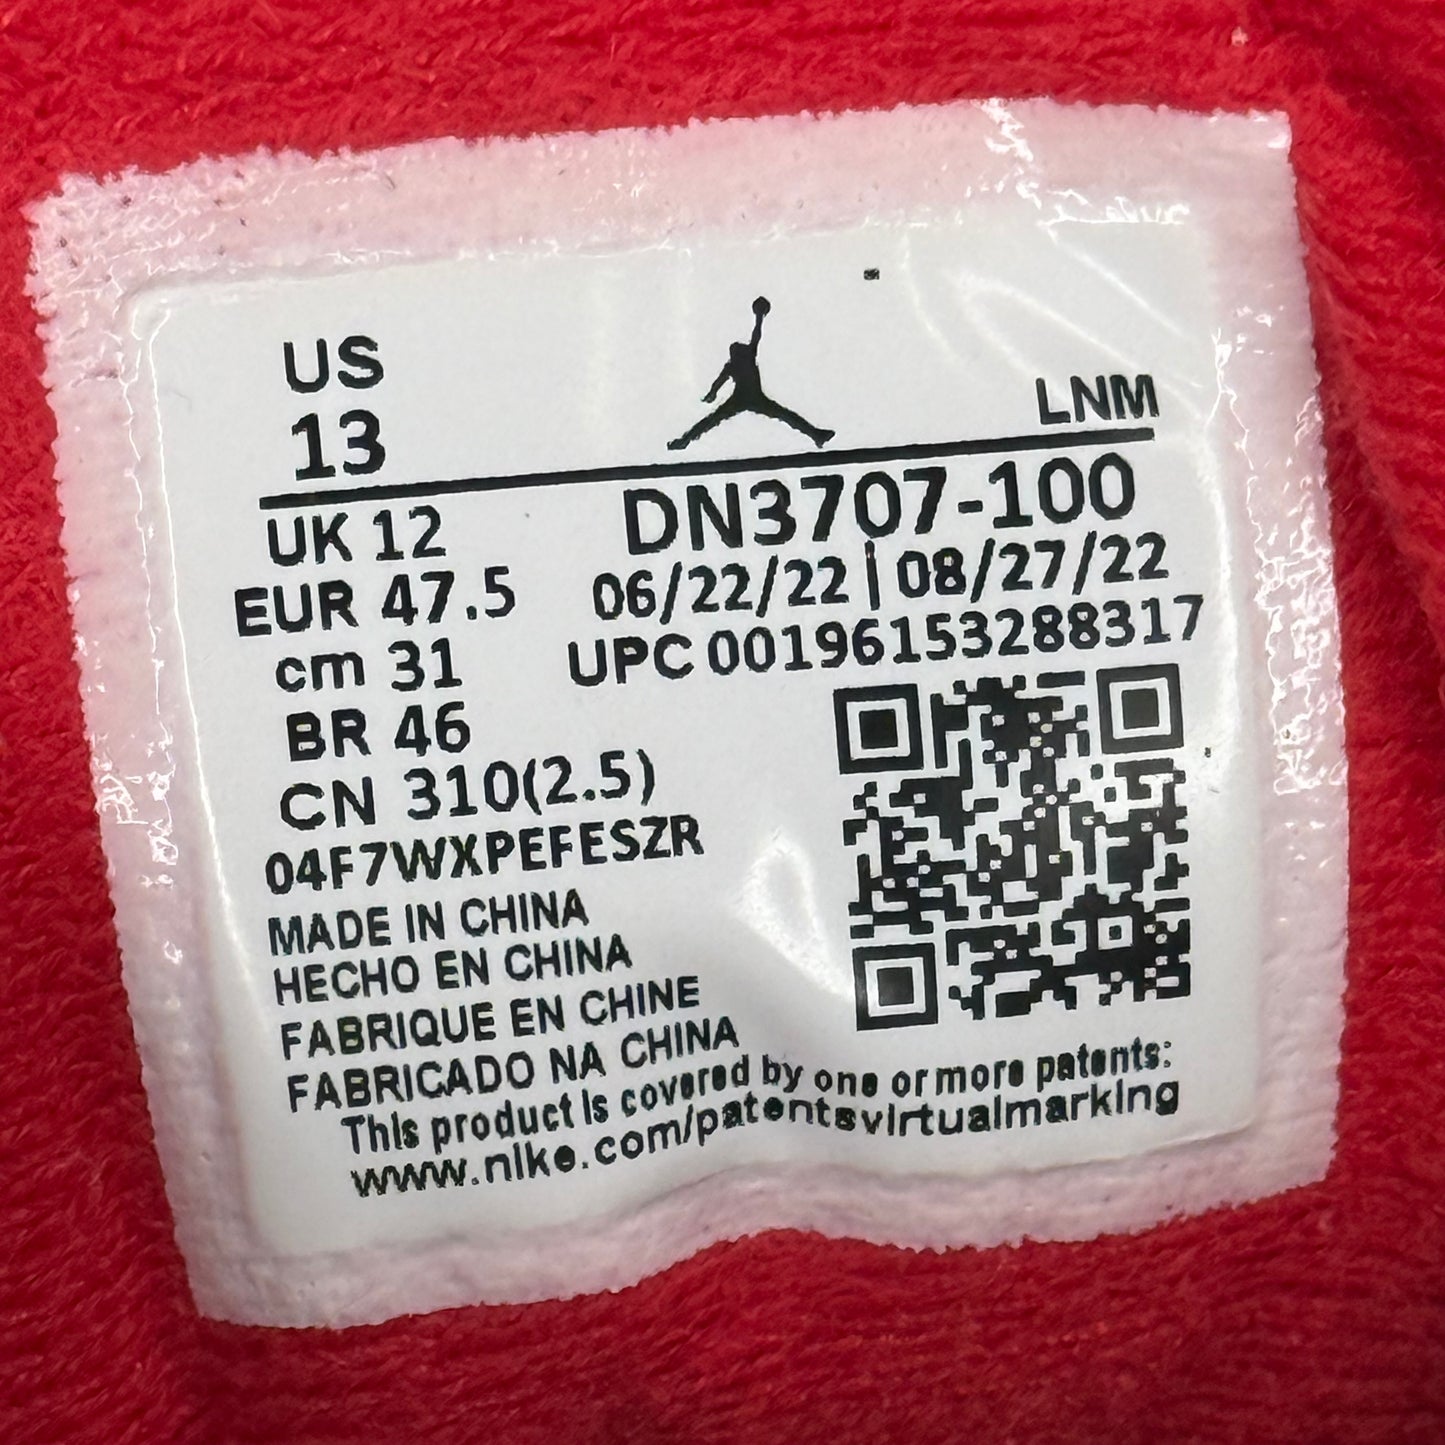 US
13
LNM
UK 12
EUR 47.5
cm 31
BR 46
CN 310(2.5)
DN3707-100
06/22/22 | 08/27/22
UPC 00196153288317
04F7WXPEFESZR
MADE IN CHINA
HECHO EN CHINA
FABRIQUE EN CHINE
FABRICADO NA CHINA
This product is covered by one or more patents:
www.nike.com/patentsvirtualmarking